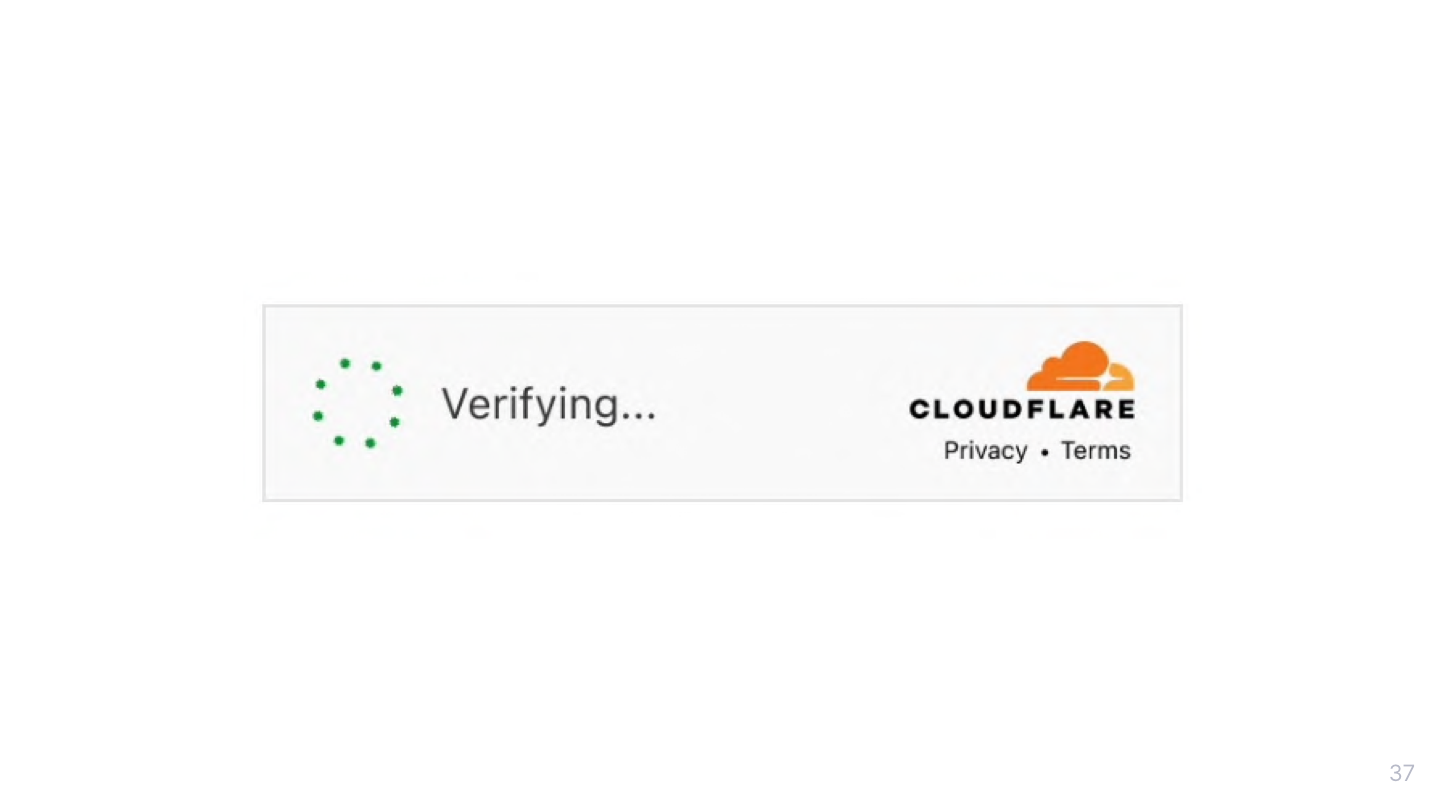 Verifying...
CLOUDFLARE
Privacy • Terms
37